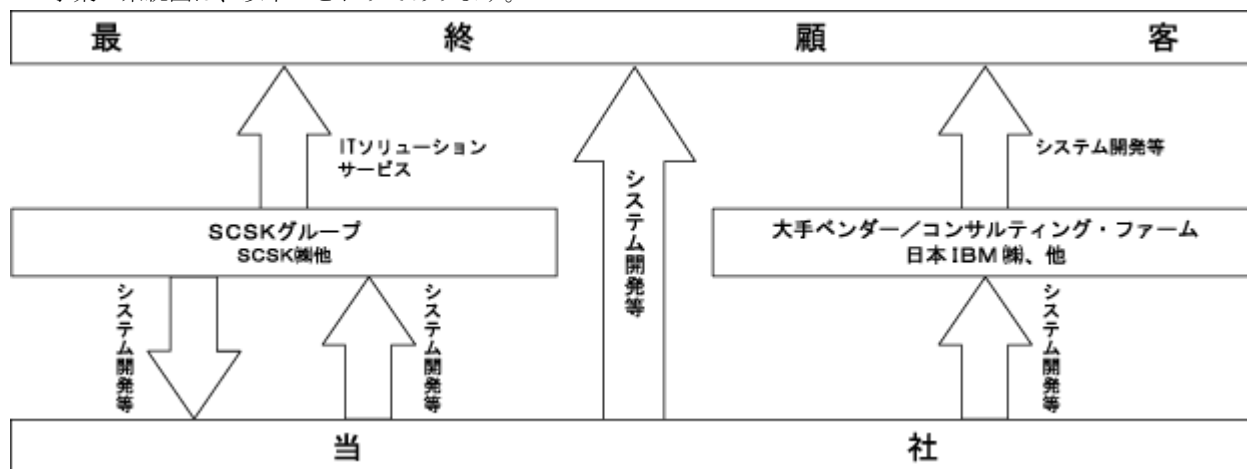 最終顧客
ITソリューション
サービス
システム開発等
システム開発等
SCSKグループ
SCSK㈱他
大手ベンダー／コンサルティング・ファーム
日本IBM㈱、他
システム開発等
システム開発等
システム開発等
当社